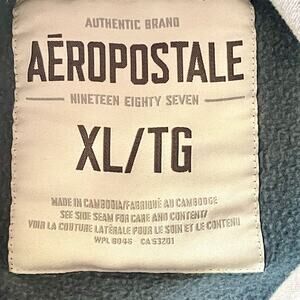 AUTHENTIC BRAND
AÉROPOSTALE
NINETEEN EIGHTY SEVEN
XL/TG
MADE IN CAMBODIA/FABRIQUÉ AU CAMBODGE
SEE SIDE SEAM FOR CARE AND CONTENT/
VOIR LA COUTURE LATÉRALE POUR LE SOIN ET LE CONTENU
WPL 8046 CA 53201